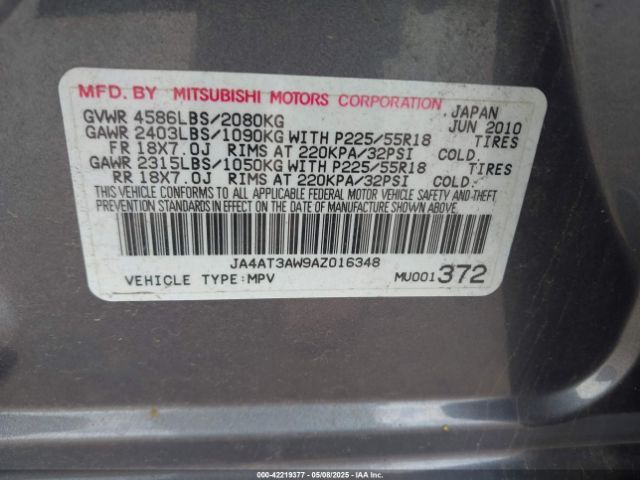 MFD. BY MITSUBISHI MOTORS CORPORATION
GVWR 4586LBS/2080KG JAPAN
GAWR 2403LBS/1090KG WITH P225/55R18 JUN 2010
FR 18X7.0J RIMS AT 220KPA/32PSI COLD. TIRES
GAWR 2315LBS/1050KG WITH P225/55R18 TIRES
RR 18X7.0J RIMS AT 220KPA/32PSI COLD.
THIS VEHICLE CONFORMS TO ALL APPLICABLE FEDERAL MOTOR VEHICLE SAFETY AND THEFT
PREVENTION STANDARDS IN EFFECT ON THE DATE OF MANUFACTURE SHOWN ABOVE.
JA4AT3AW9AZ016348
VEHICLE TYPE:MPV MU001372
000-42219377 - 05/08/2025 - IAAI.COM